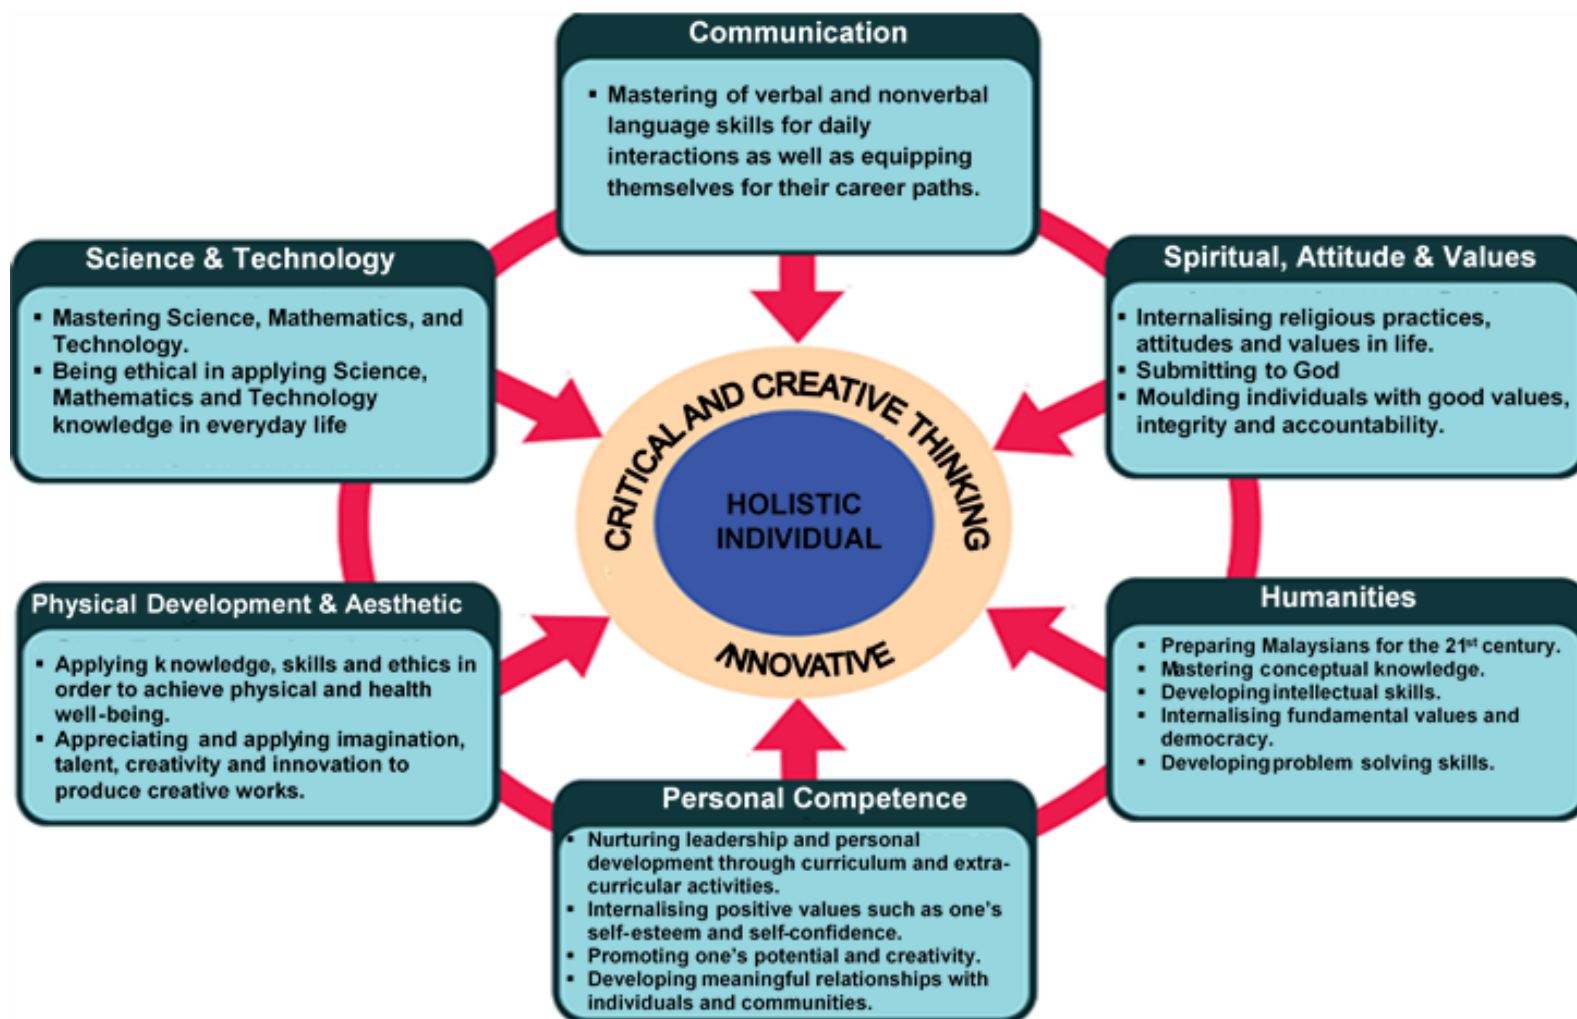 Communication
▪ Mastering of verbal and nonverbal
language skills for daily
interactions as well as equipping
themselves for their career paths.
Science & Technology
▪ Mastering Science, Mathematics, and
Technology.
▪ Being ethical in applying Science,
Mathematics and Technology
knowledge in everyday life
Spiritual, Attitude & Values
▪ Internalising religious practices,
attitudes and values in life.
▪ Submitting to God
▪ Moulding individuals with good values,
integrity and accountability.
CRITICAL AND CREATIVE THINKING
HOLISTIC
INDIVIDUAL
INNOVATIVE
Physical Development & Aesthetic
▪ Applying knowledge, skills and ethics in
order to achieve physical and health
well-being.
▪ Appreciating and applying imagination,
talent, creativity and innovation to
produce creative works.
Humanities
▪ Preparing Malaysians for the 21st century.
▪ Mastering conceptual knowledge.
▪ Developing intellectual skills.
▪ Internalising fundamental values and
democracy.
▪ Developing problem solving skills.
Personal Competence
▪ Nurturing leadership and personal
development through curriculum and extra-
curricular activities.
▪ Internalising positive values such as one's
self-esteem and self-confidence.
▪ Promoting one's potential and creativity.
▪ Developing meaningful relationships with
individuals and communities.